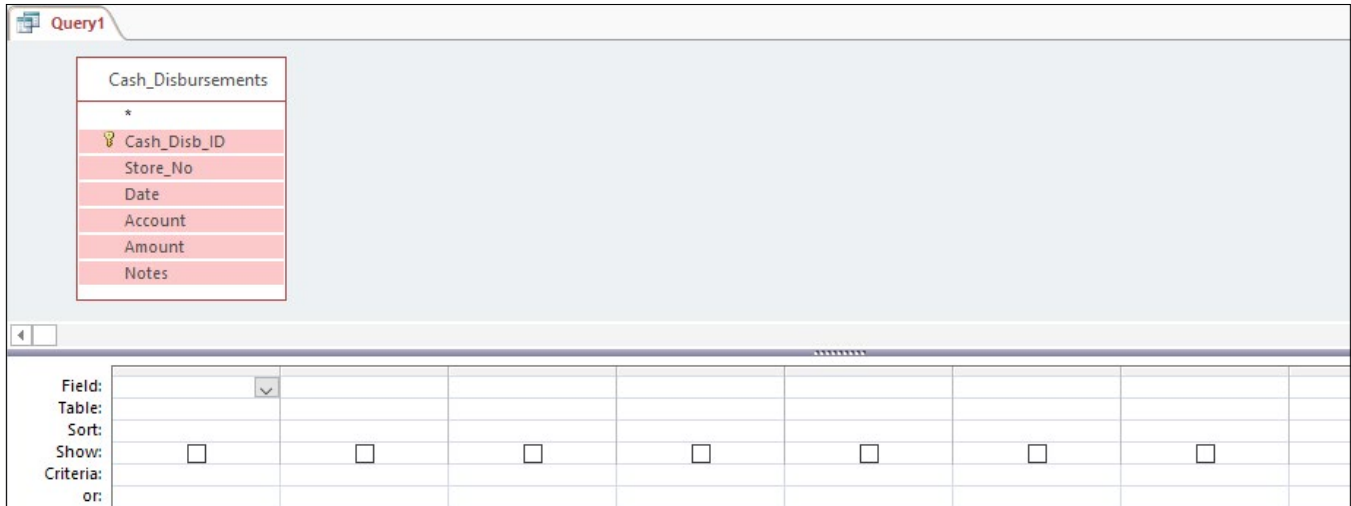 Query1
Cash_Disbursements
*
Cash_Disb_ID
Store_No
Date
Account
Amount
Notes
Field:
Table:
Sort:
Show:
Criteria:
or: